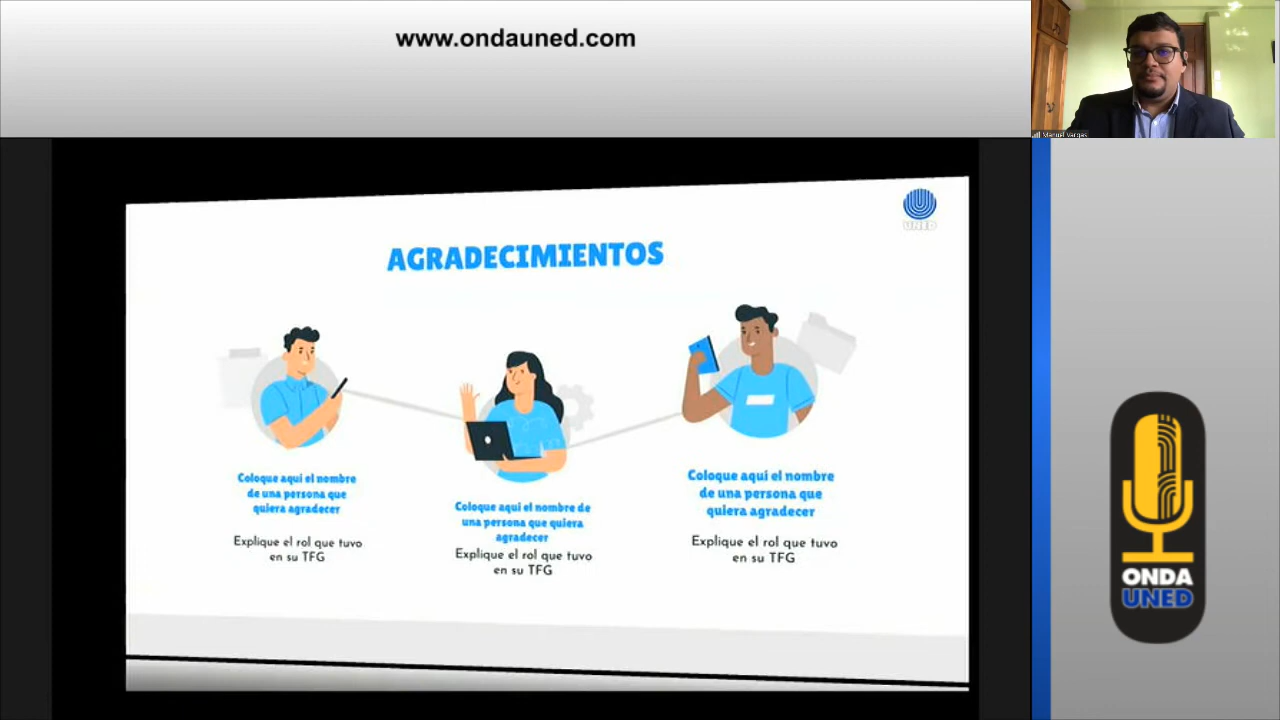 www.ondauned.com
Manuel Vargas
UNED
AGRADECIMIENTOS
Coloque aquí el nombre
de una persona que
quiera agradecer
Explique el rol que tuvo
en su TFG
Coloque aquí el nombre de
una persona que quiera
agradecer
Explique el rol que tuvo
en su TFG
Coloque aquí el nombre
de una persona que
quiera agradecer
Explique el rol que tuvo
en su TFG
ONDA
UNED